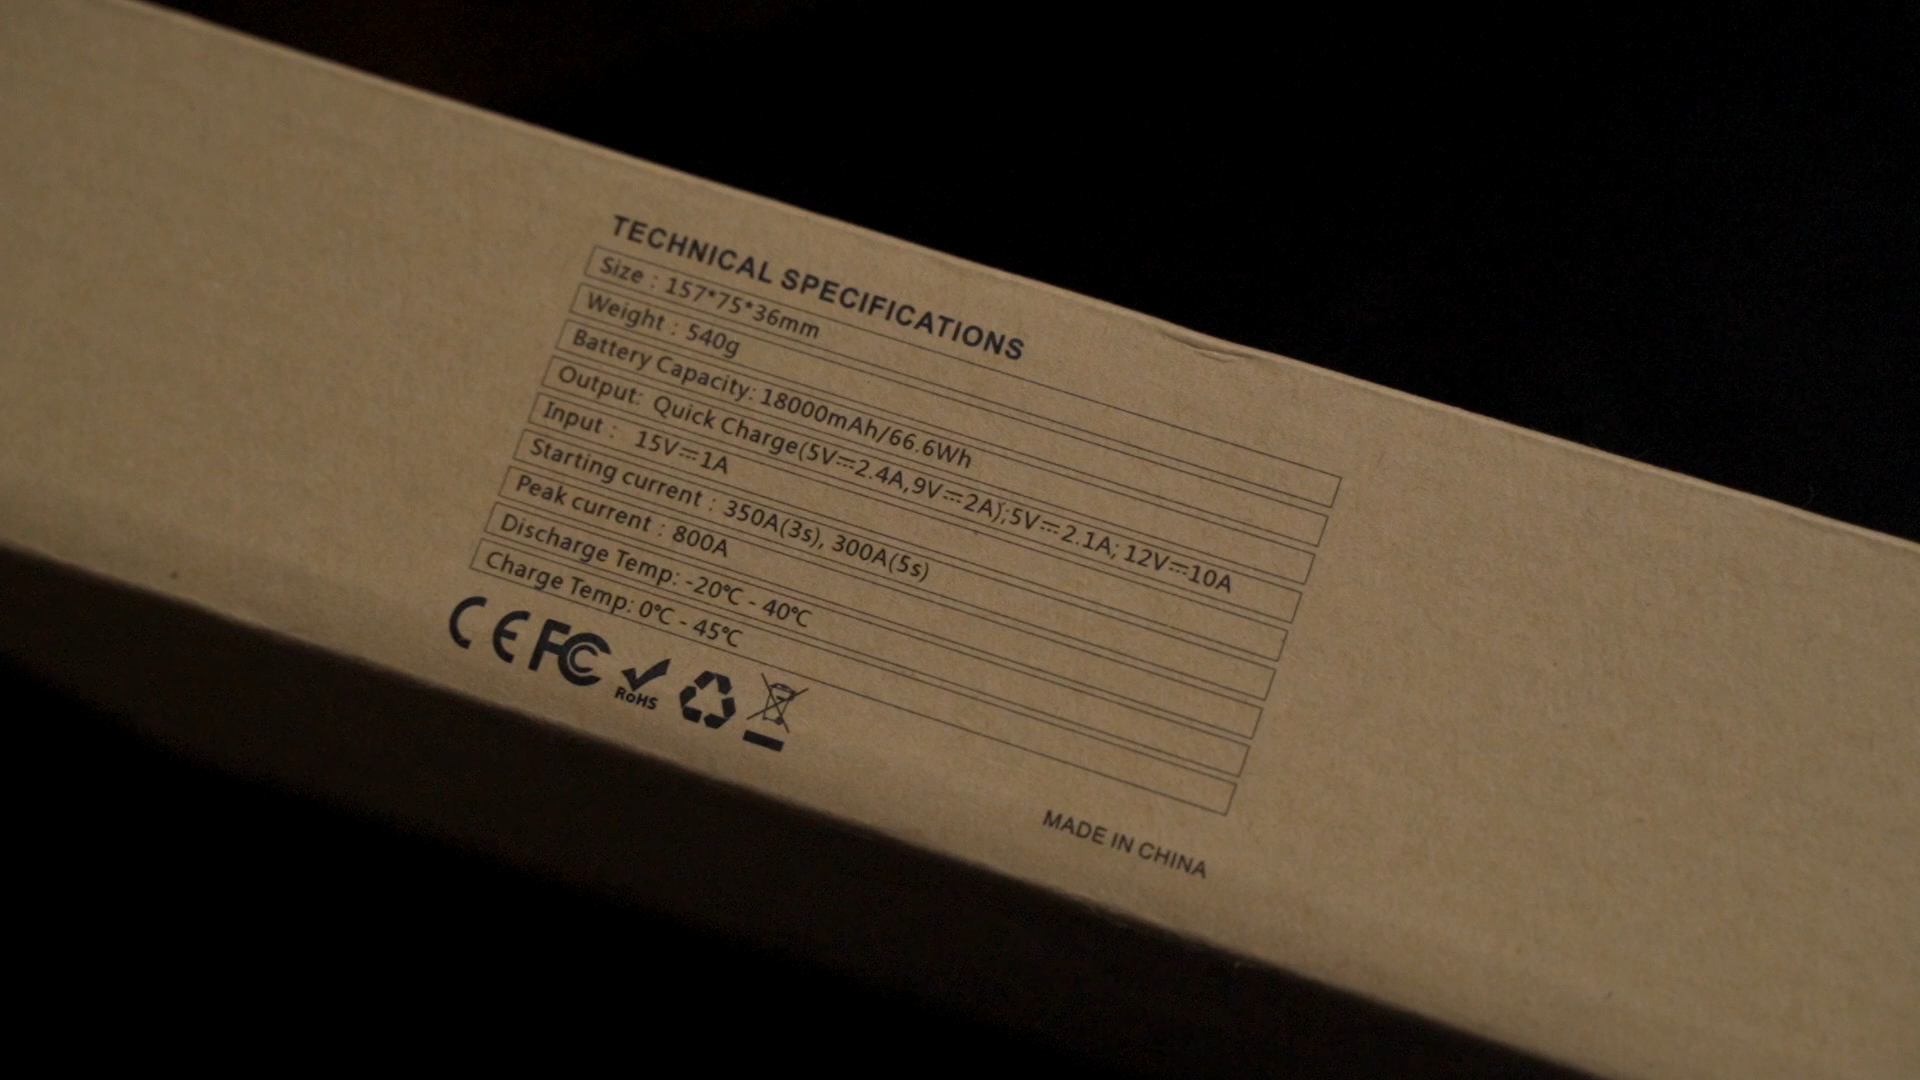 TECHNICAL SPECIFICATIONS
Size : 157*75*36mm
Weight : 540g
Battery Capacity: 18000mAh/66.6Wh
Output: Quick Charge(5V⎓2.4A,9V⎓2A);5V⎓2.1A; 12V⎓10A
Input : 15V⎓1A
Starting current : 350A(3s), 300A(5s)
Peak current : 800A
Discharge Temp: -20℃ - 40℃
Charge Temp: 0℃ - 45℃
CE FC RoHS
MADE IN CHINA